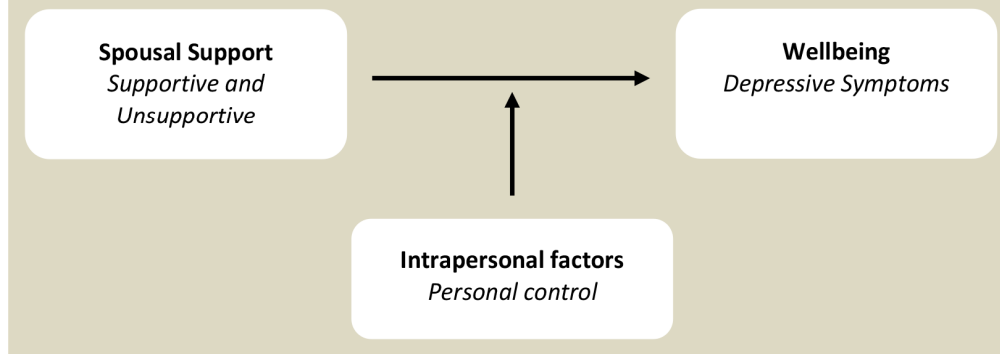 Spousal Support
Supportive and
Unsupportive
Wellbeing
Depressive Symptoms
Intrapersonal factors
Personal control